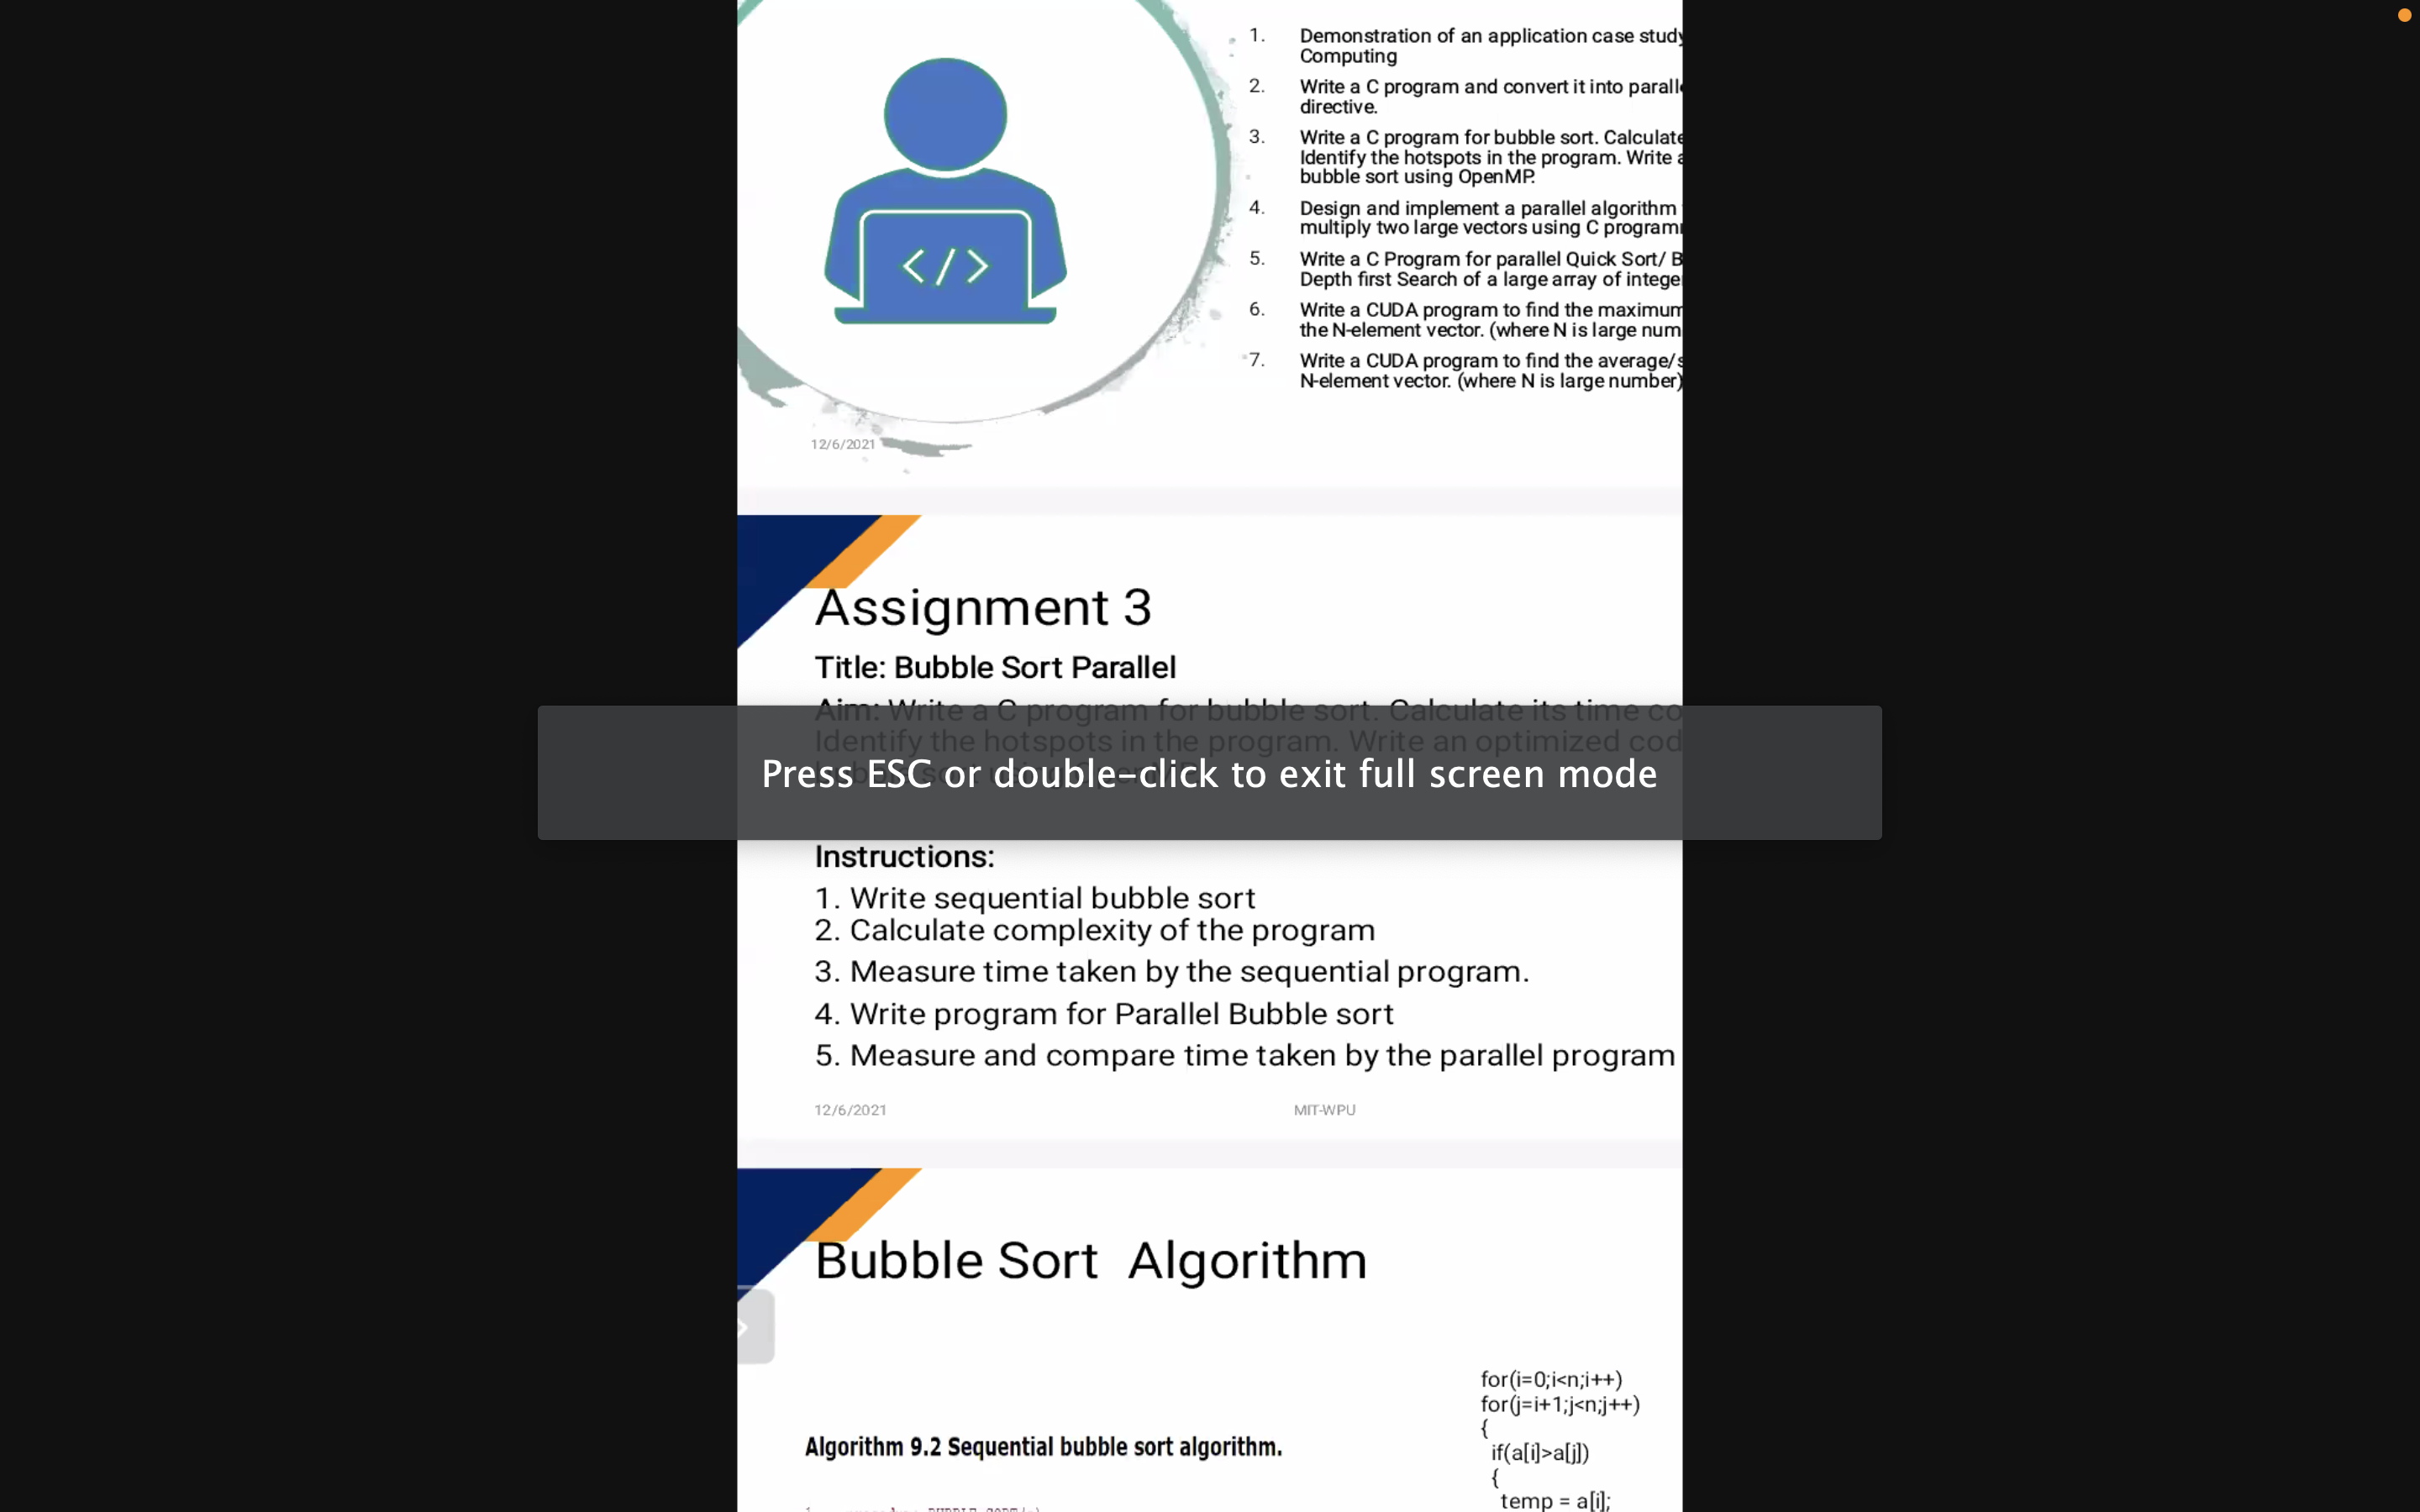 1. Demonstration of an application case study
Computing
2. Write a C program and convert it into
directive.
3. Write a C program for bubble sort. Calculate
Identify the hotspots in the program. Write
bubble sort using OpenMP.
4. Design and implement a parallel algorithm
multiply two large vectors using C
5. Write a C Program for parallel Quick Sort/ B
Depth first Search of a large array of
6. Write a CUDA program to find the maximum
the N-element vector. (where N is large num
7. Write a CUDA program to find the average/s
N-element vector. (where N is large number)
12/6/2021
</>
Assignment 3
Title: Bubble Sort Parallel
Aim: Write a C program for bubble sort. Calculate its time co
Identify the hotspots in the program. Write an optimized cod
Press ESC or double-click to exit full screen mode
Instructions:
1. Write sequential bubble sort
2. Calculate complexity of the program
3. Measure time taken by the sequential program.
4. Write program for Parallel Bubble sort
5. Measure and compare time taken by the parallel program
12/6/2021 MIT-WPU
Bubble Sort Algorithm
for(i=0;i<n;i++)
for(j=i+1;j<n;j++)
{
Algorithm 9.2 Sequential bubble sort algorithm.
if(a[i]>a[j])
{
temp = a[i];